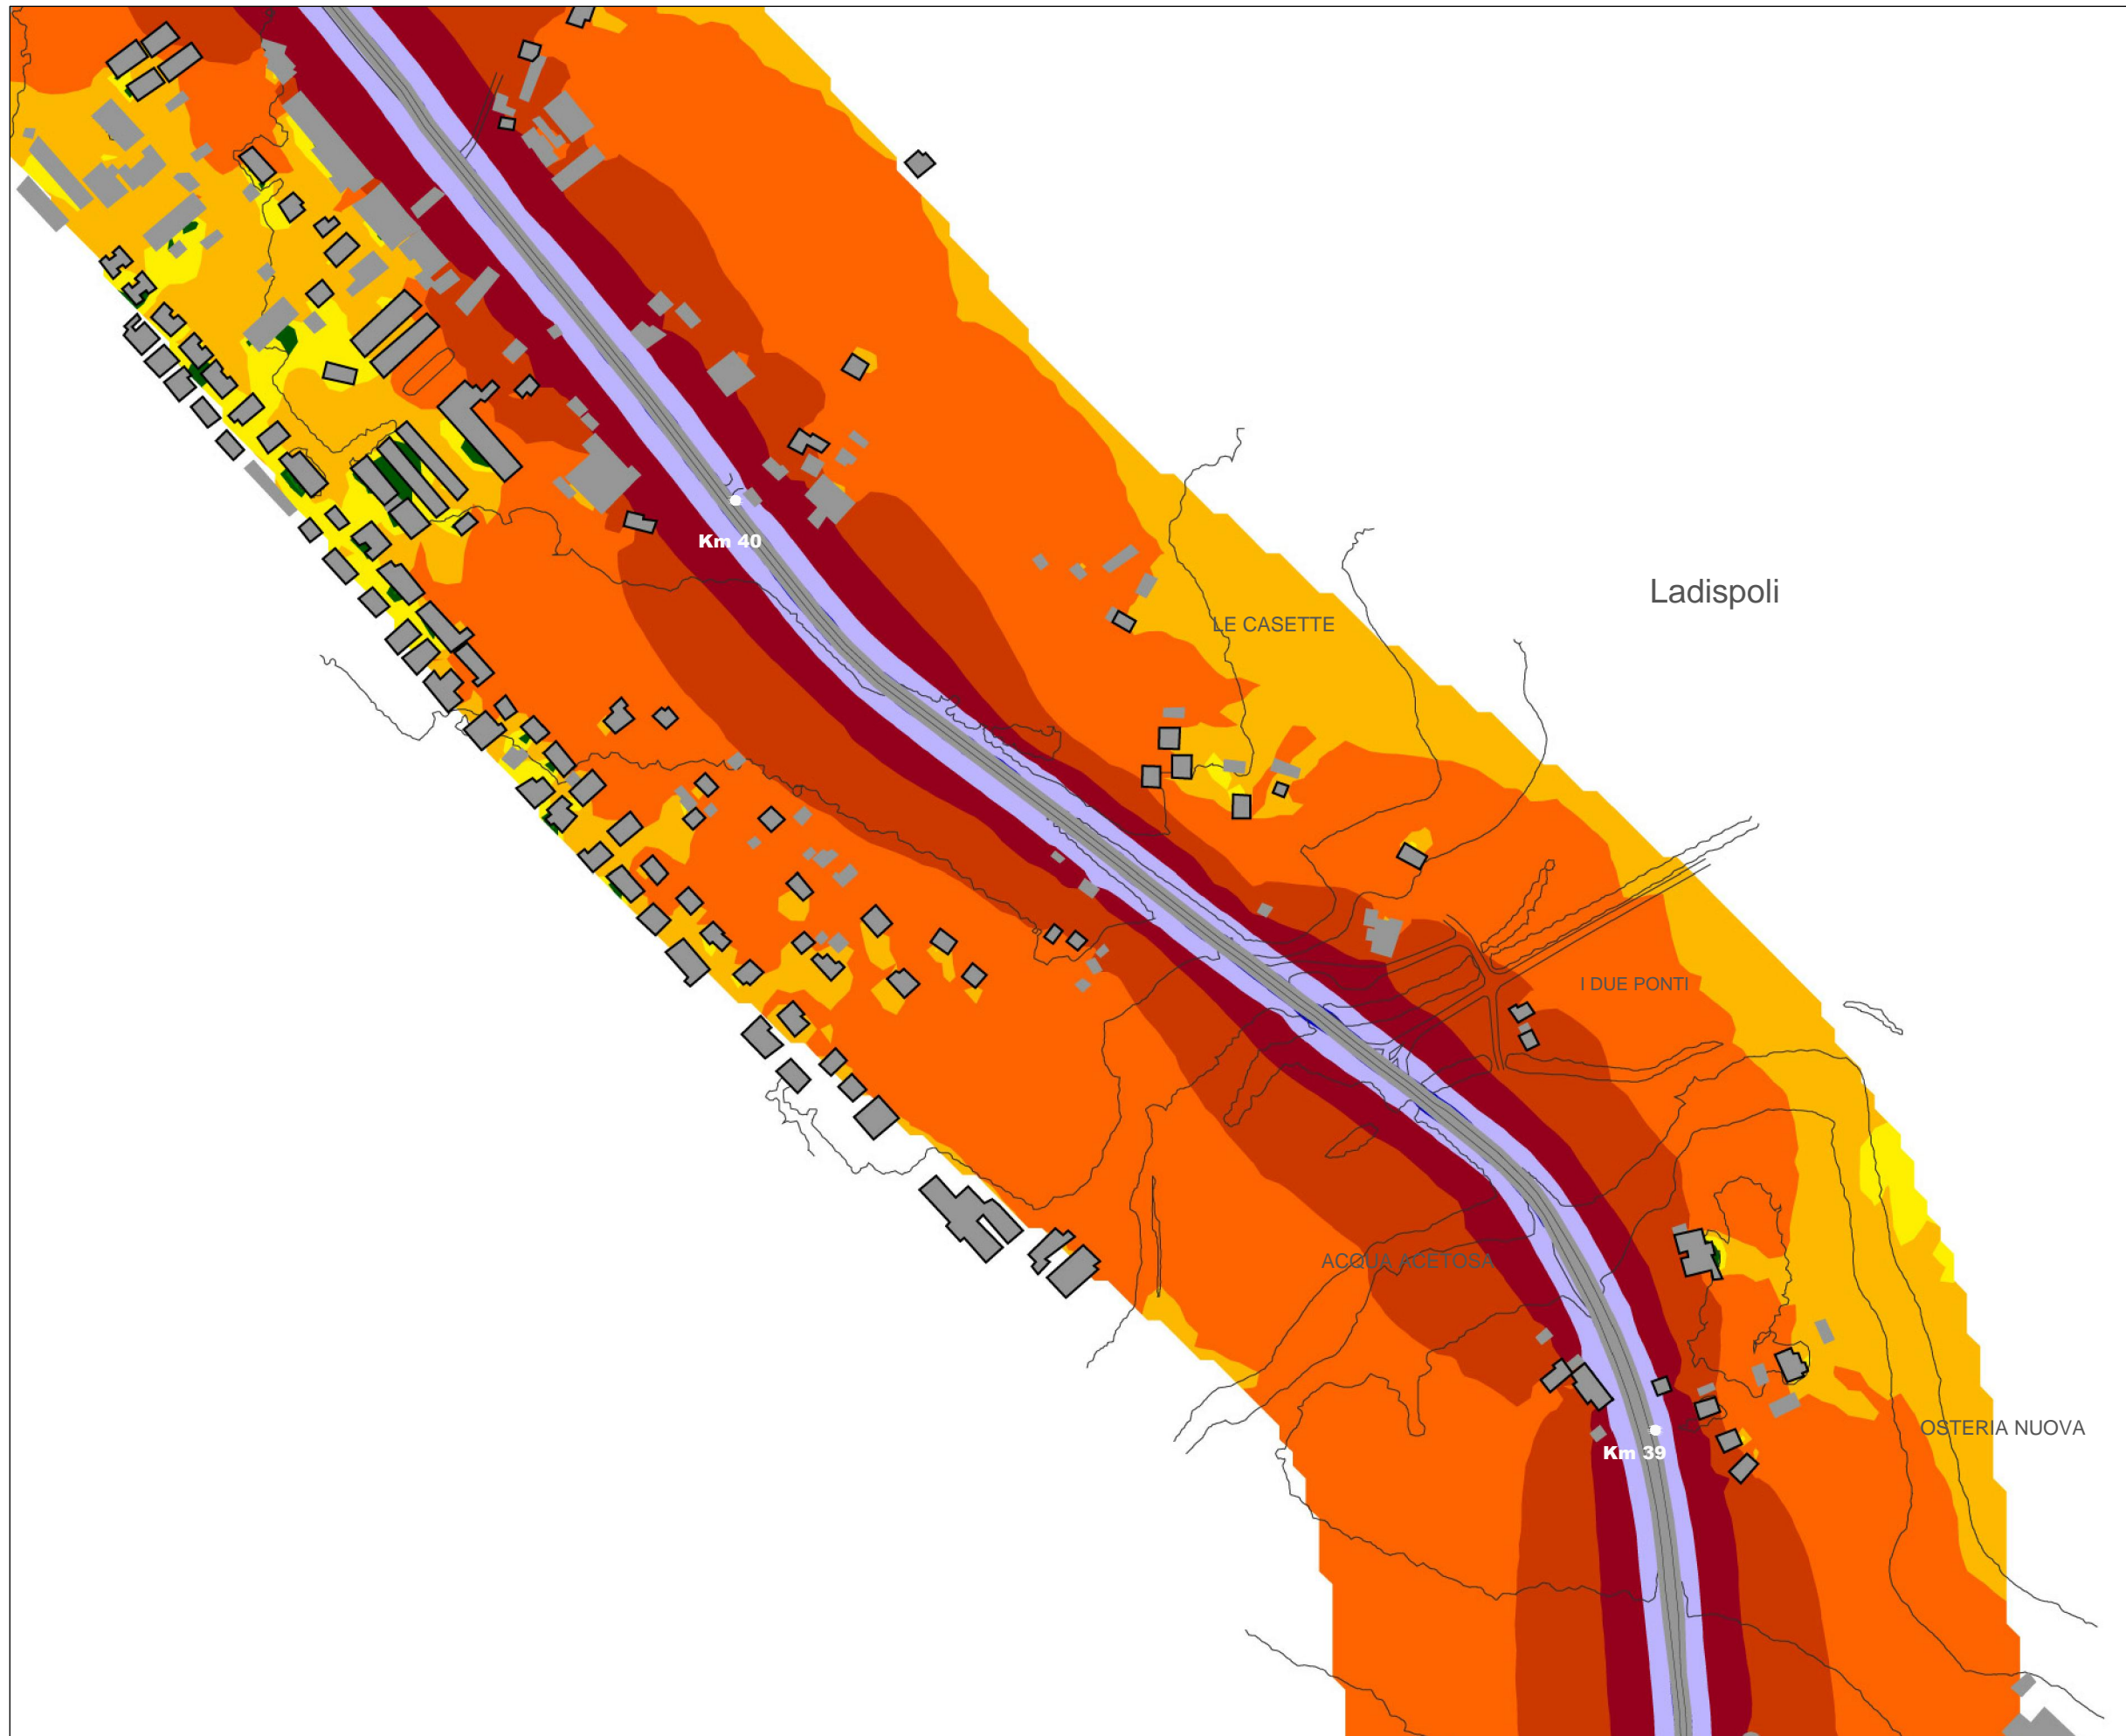 Km 40
Ladispoli
LE CASETTE
I DUE PONTI
ACQUA ACETOSA
OSTERIA NUOVA
Km 39